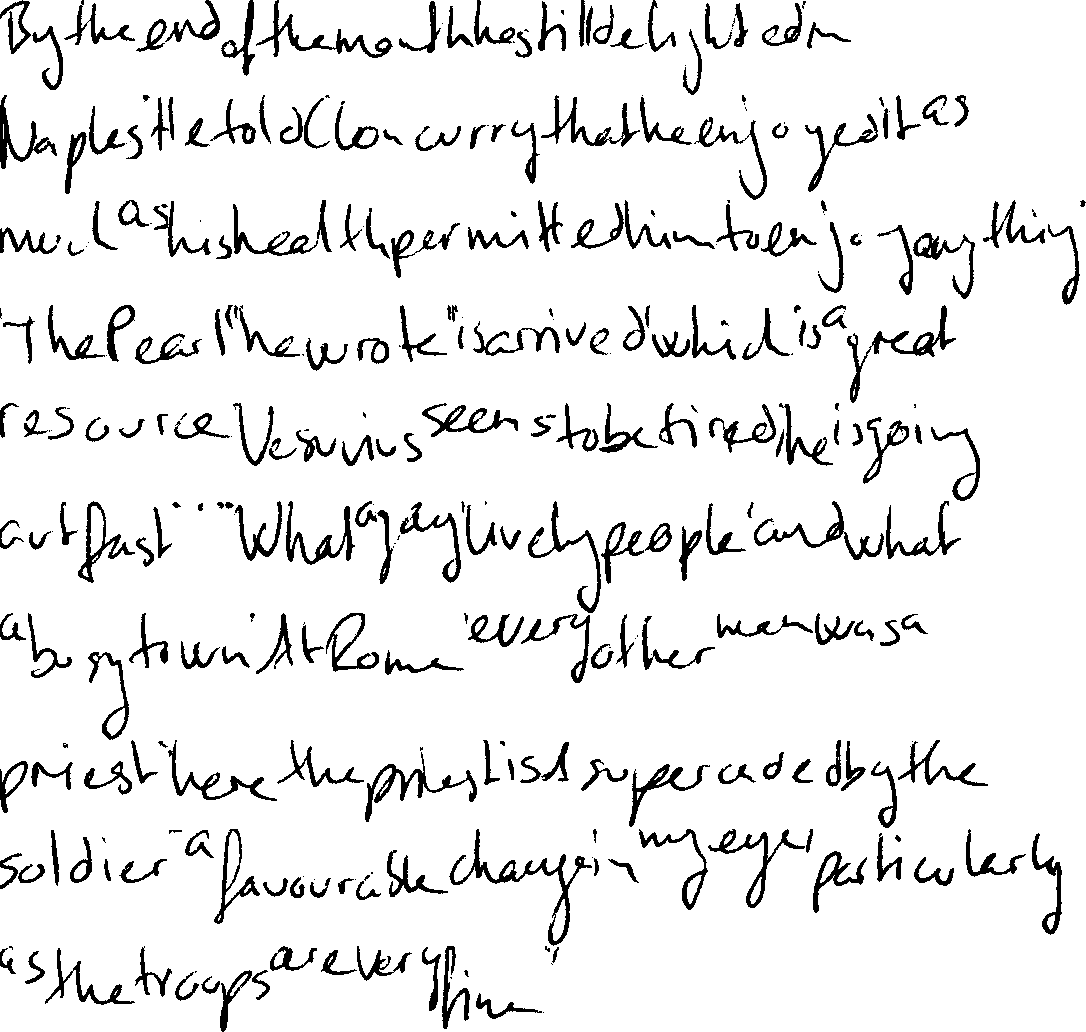 By the end of the month he still delighted in
Naples. He told Cloncurry that he enjoyed it as
much as his health permitted him to enjoy anything.
"The Pearl", he wrote, "is arrived, which is a great
resource. Vesuvius seems to be tired, he is going
out fast ..." What a gay, lively people, and what
a busy town. At Rome, every other man was a
priest, here the priest is superceded by the
soldier - a favourable change in my eyes, particularly
as the troops are very fine."